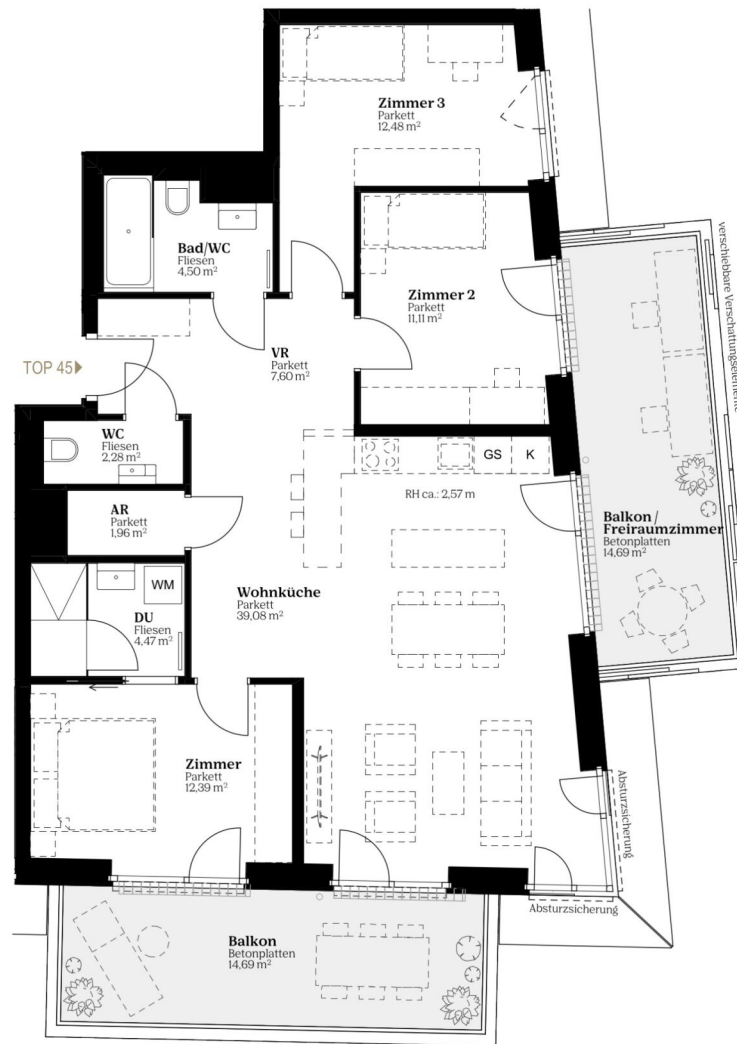 Zimmer 3
Parkett
12,48 m²
Bad/WC
Fliesen
4,50 m²
Zimmer 2
Parkett
11,11 m²
verschiebbare Verschattungselemente
VR
Parkett
7,60 m²
TOP 45
WC
Fliesen
2,28 m²
GS
K
RH ca.: 2,57 m
AR
Parkett
1,96 m²
Balkon/
Freiraumzimmer
Betonplatten
14,69 m²
WM
DU
Fliesen
4,47 m²
Wohnküche
Parkett
39,08 m²
Zimmer
Parkett
12,39 m²
Absturzsicherung
Absturzsicherung
Balkon
Betonplatten
14,69 m²